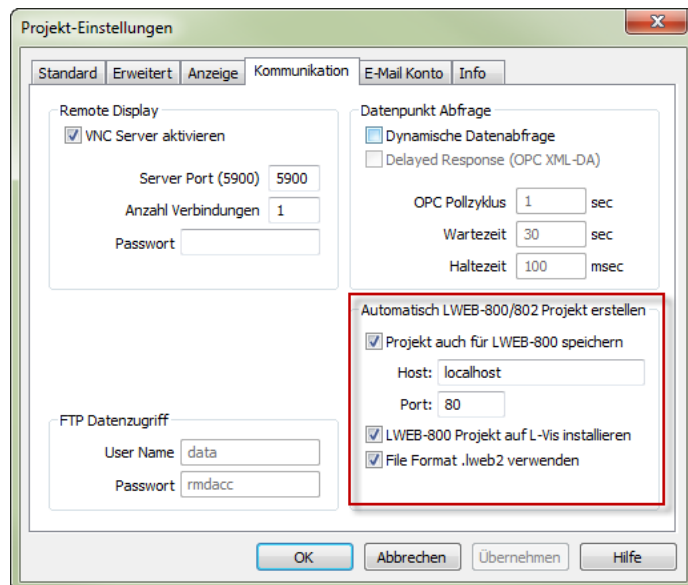 Projekt-Einstellungen
Standard
Erweitert
Anzeige
Kommunikation
E-Mail Konto
Info
Remote Display
VNC Server aktivieren
Server Port (5900) 5900
Anzahl Verbindungen 1
Passwort
FTP Datenzugriff
User Name data
Passwort rmdacc
Datenpunkt Abfrage
Dynamische Datenabfrage
Delayed Response (OPC XML-DA)
OPC Pollzyklus 1 sec
Wartezeit 30 sec
Haltezeit 100 msec
Automatisch LWEB-800/802 Projekt erstellen
Projekt auch für LWEB-800 speichern
Host: localhost
Port: 80
LWEB-800 Projekt auf L-Vis installieren
File Format .lweb2 verwenden
OK
Abbrechen
Übernehmen
Hilfe